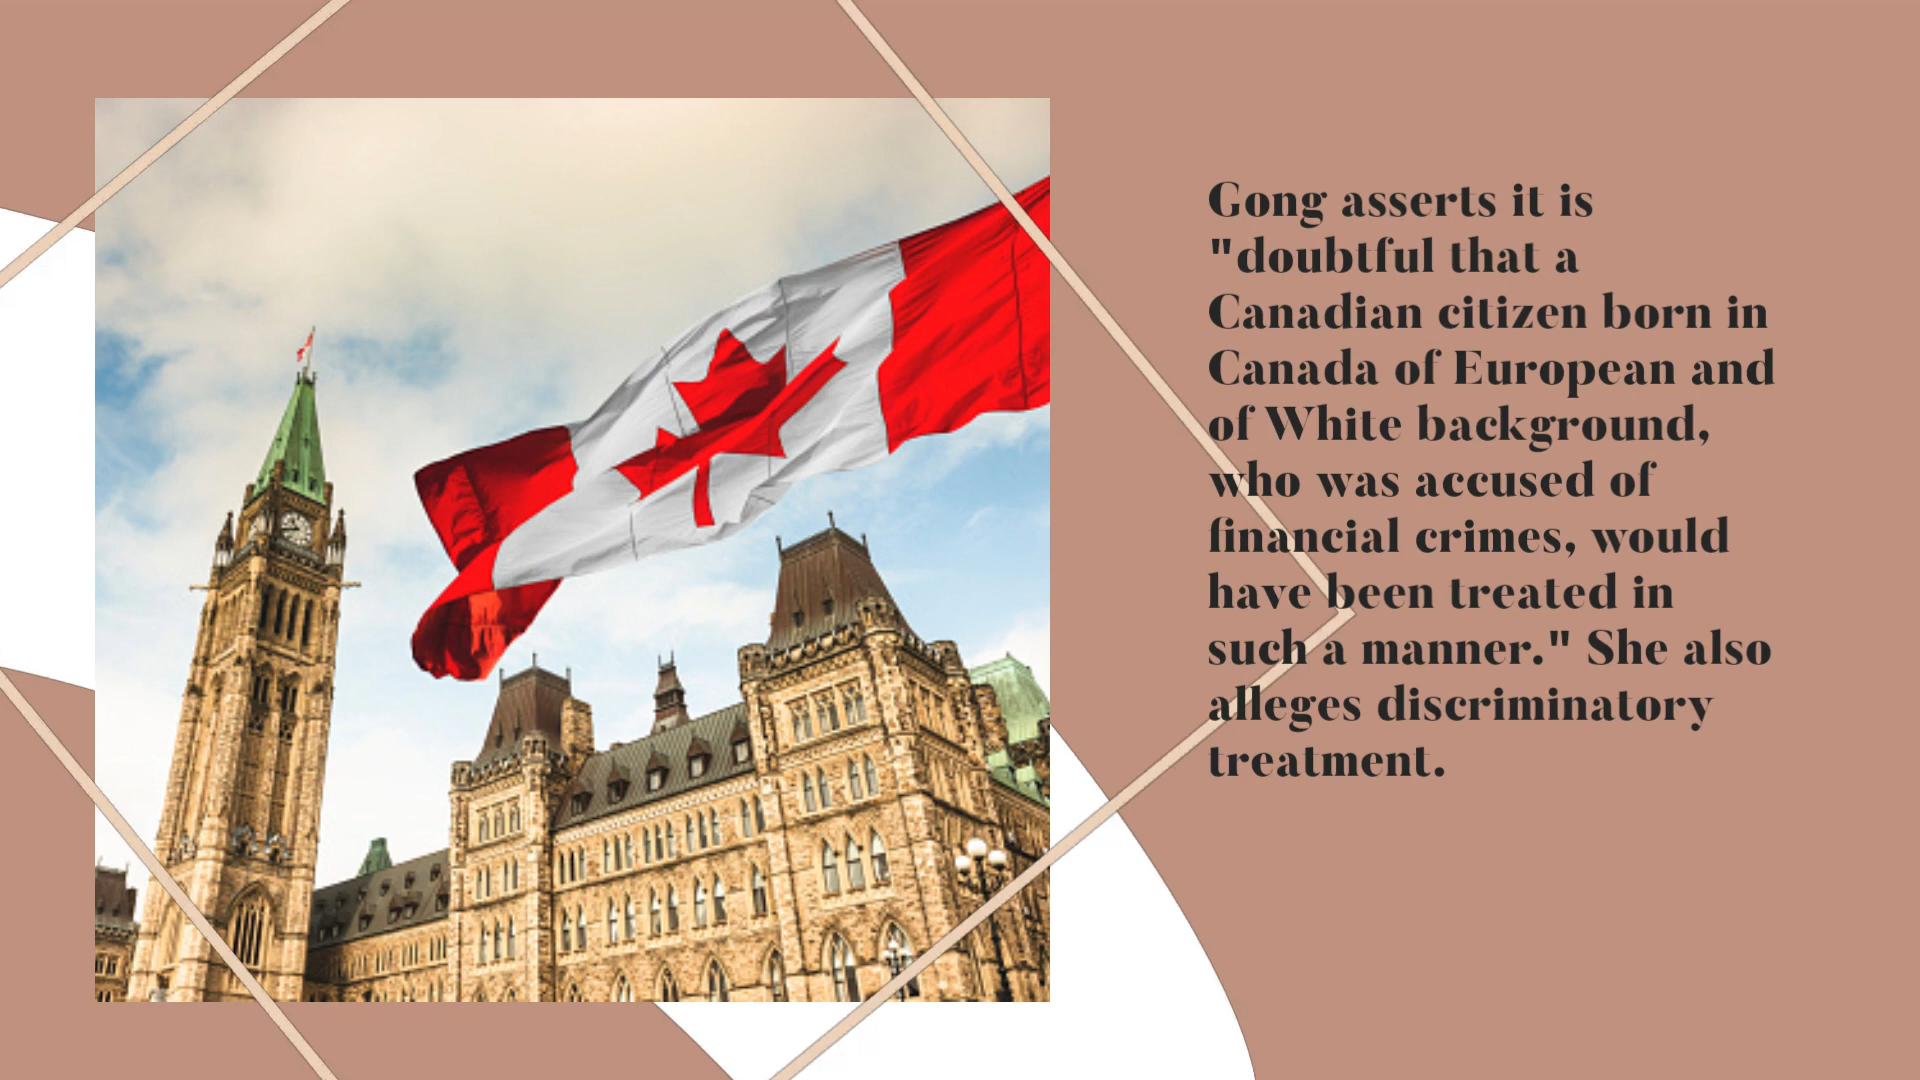 Gong asserts it is
"doubtful that a
Canadian citizen born in
Canada of European and
of White background,
who was accused of
financial crimes, would
have been treated in
such a manner." She also
alleges discriminatory
treatment.